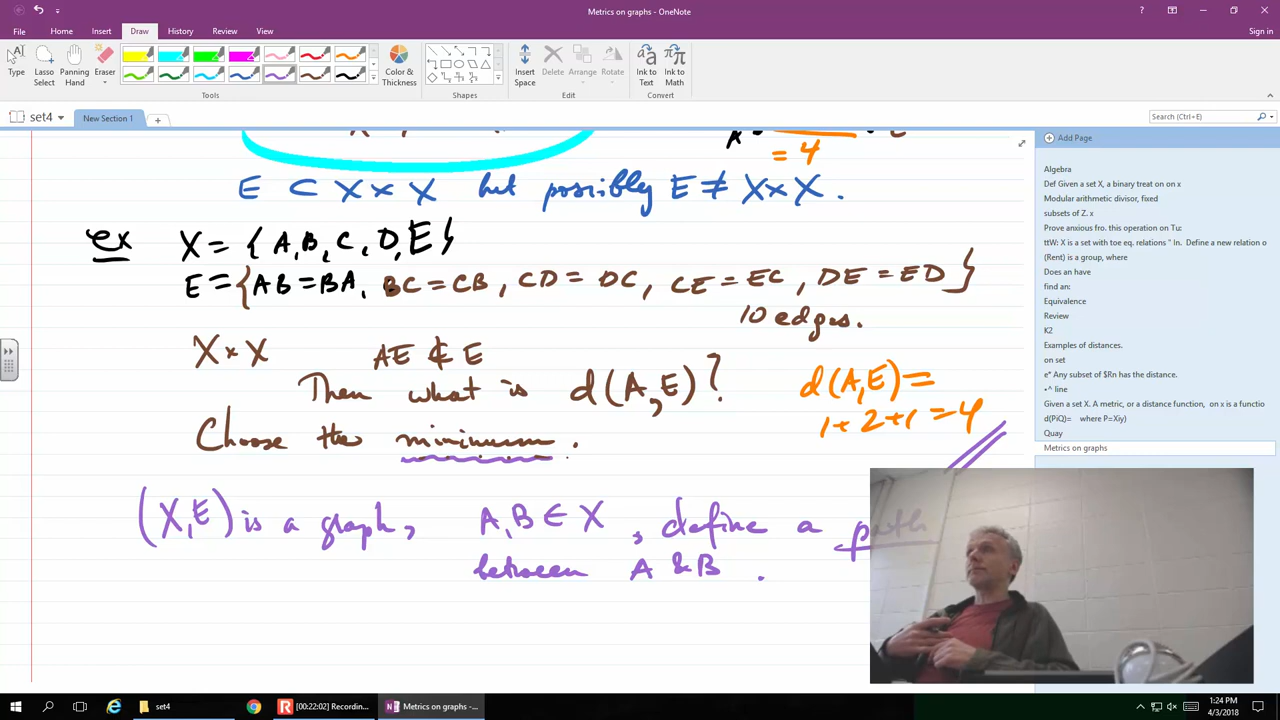 Metrics on graphs - OneNote
File Home Insert Draw History Review View Sign in
Type
Lasso Select
Panning Hand
Eraser
Color & Thickness
Insert Space
Delete
Arrange
Rotate
Ink to Text
Ink to Math
Tools Shapes Edit Convert
set4 New Section 1 Search (Ctrl+E)
= 4
E ⊂ X × X but possibly E ≠ X×X .
ex X = { A, B, C, D, E }
E = { AB = BA, BC = CB , CD = DC, CE = EC , DE = ED }
10 edges.
X × X AE ∉ E
Then what is d(A,E) ?
d(A,E) =
1 + 2 + 1 = 4
Choose the minimum .
(X,E) is a graph, A, B ∈ X , define a path
between A & B .
Add Page
Algebra
Def Given a set X, a binary treat on on x
Modular arithmetic divisor, fixed
subsets of Z. x
Prove anxious fro. this operation on Tu:
ttW: X is a set with toe eq. relations " In. Define a new relation o
(Rent) is a group, where
Does an have
find an:
Equivalence
Review
K2
Examples of distances.
on set
e* Any subset of $Rn has the distance.
•^ line
Given a set X. A metric, or a distance function, on x is a functio
d(PiQ)= where P=Xiy)
Quay
Metrics on graphs
set4
[00:22:02] Recordin...
Metrics on graphs -...
1:24 PM
4/3/2018